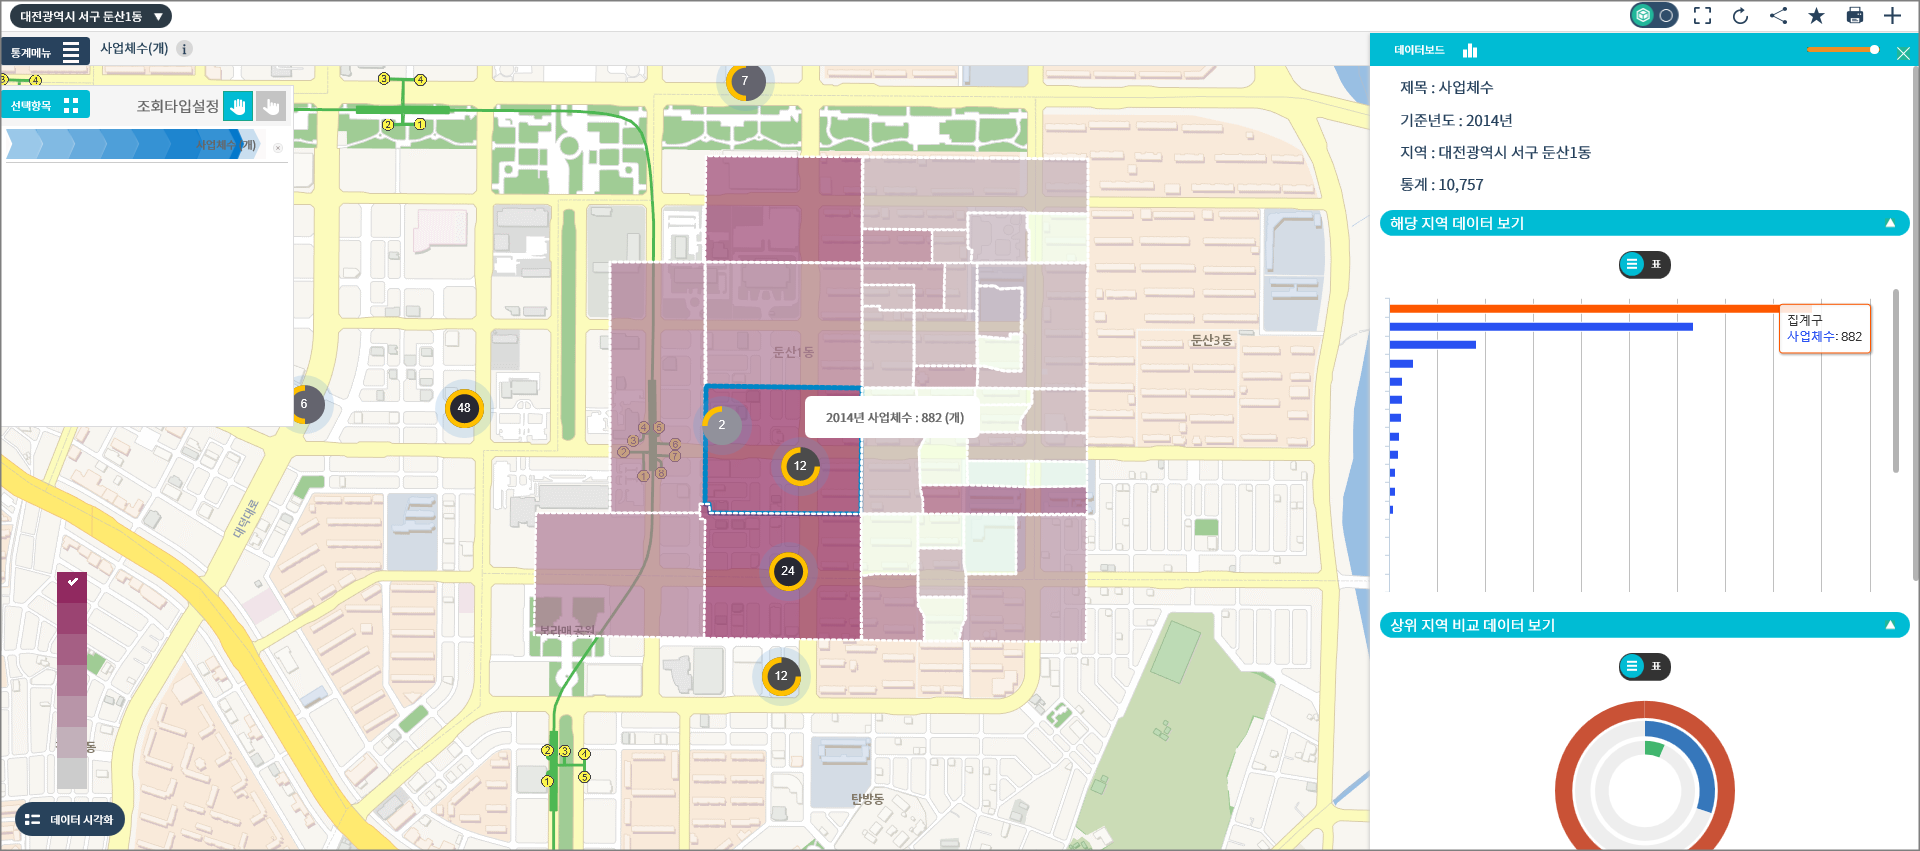 대전광역시 서구 둔산1동 ▼
통계메뉴
사업체수(개) i
데이터보드
선택항목
조회타입설정
제목 : 사업체수
기준년도 : 2014년
지역 : 대전광역시 서구 둔산1동
통계 : 10,757
해당 지역 데이터 보기
표
집계구
사업체수: 882
상위 지역 비교 데이터 보기
표
3 4
3 4
2 1
7
둔산3동
둔산1동
6
48
2
2014년 사업체수 : 882 (개)
12
4 5
3 6
2 7
1 8
대덕대로
24
보라매공원
12
2 3 4
1 5
탄방동
데이터 시각화